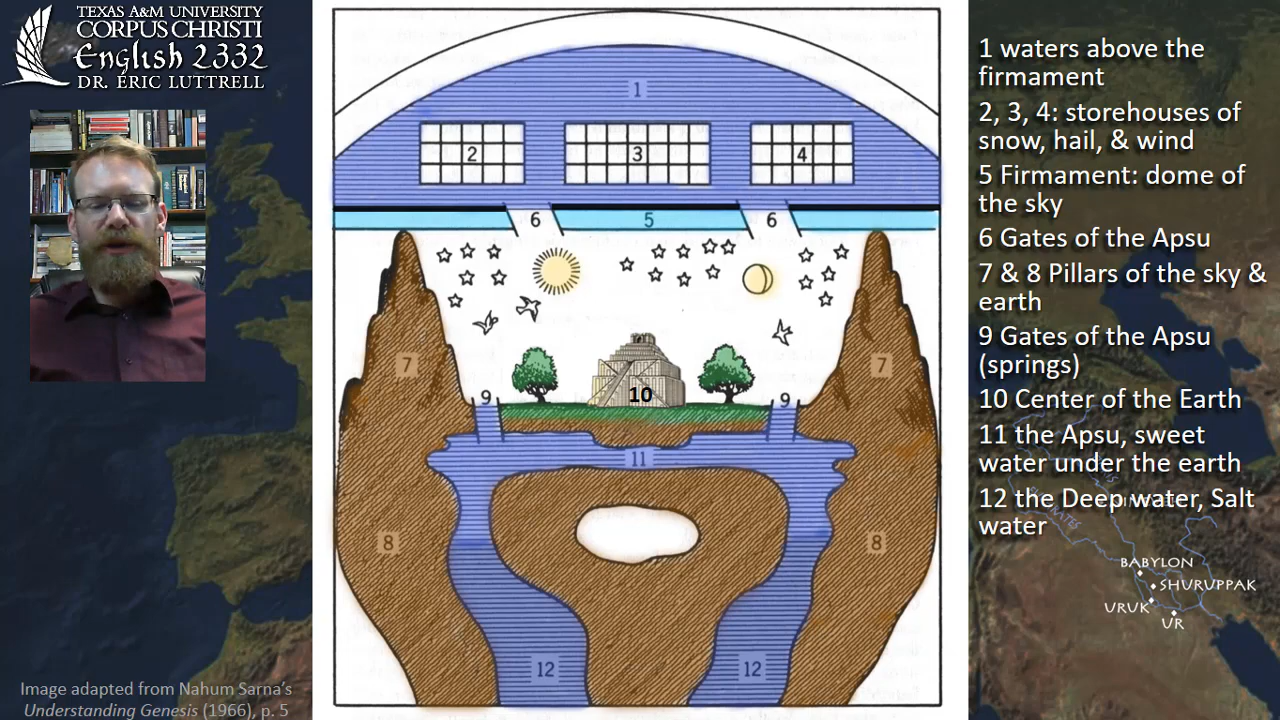 TEXAS A&M UNIVERSITY
CORPUS CHRISTI
English 2332
DR. ERIC LUTTRELL
1
2
3
4
6
5
6
7
7
9
10
9
11
8
8
12
12
1 waters above the
firmament
2, 3, 4: storehouses of
snow, hail, & wind
5 Firmament: dome of
the sky
6 Gates of the Apsu
7 & 8 Pillars of the sky &
earth
9 Gates of the Apsu
(springs)
10 Center of the Earth
11 the Apsu, sweet
water under the earth
12 the Deep water, Salt
water
BABYLON
SHURUPPAK
URUK
UR
Image adapted from Nahum Sarna's
Understanding Genesis (1966), p. 5